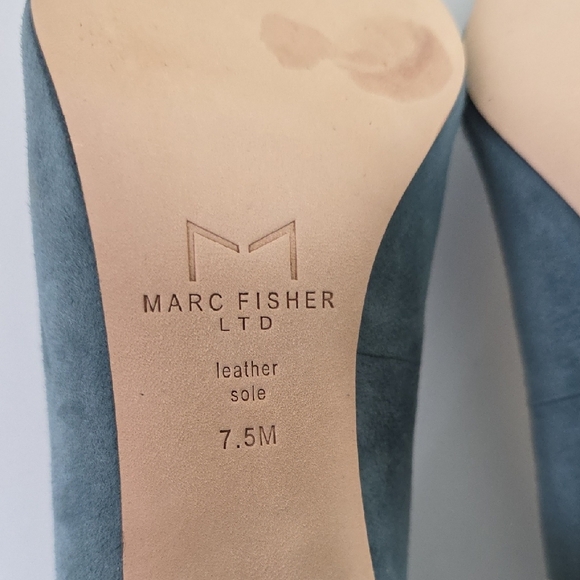 MARC FISHER
LTD
leather
sole
7.5M